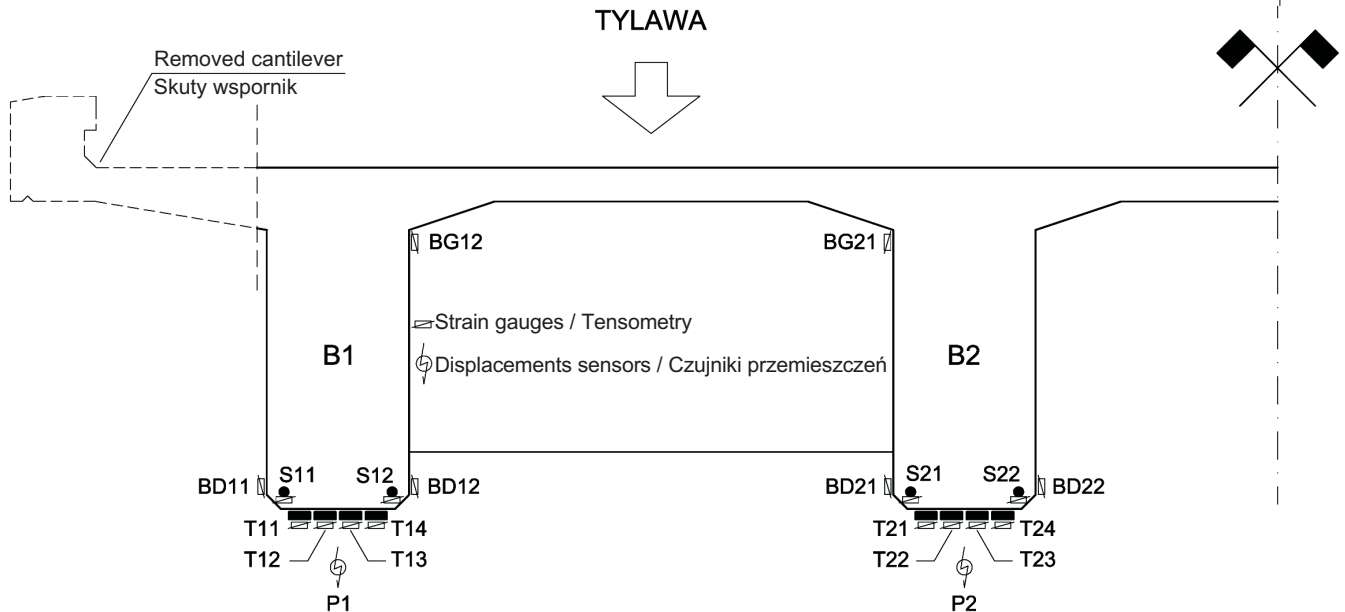 TYLAWA
Removed cantilever
Skuty wspornik
BG12
BG21
Strain gauges / Tensometry
B1
B2
Displacements sensors / Czujniki przemieszczeń
BD11
S11
S12
BD12
BD21
S21
S22
BD22
T11
T14
T21
T24
T12
T13
T22
T23
P1
P2